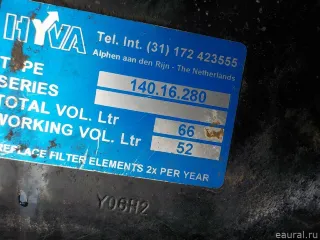 HYVA
Tel. Int. (31) 172 423555
Alphen aan den Rijn - The Netherlands
TYPE
SERIES 140.16.280
TOTAL VOL. Ltr 66
WORKING VOL. Ltr 52
REPLACE FILTER ELEMENTS 2x PER YEAR
Y06H2
eaural.ru